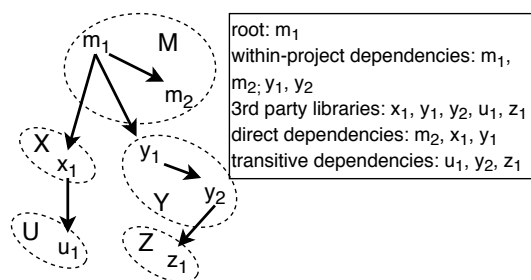 m1 M
m2
X
x1
y1
Y
y2
U
u1
Z
z1
root: m1
within-project dependencies: m1,
m2; y1, y2
3rd party libraries: x1, y1, y2, u1, z1
direct dependencies: m2, x1, y1
transitive dependencies: u1, y2, z1